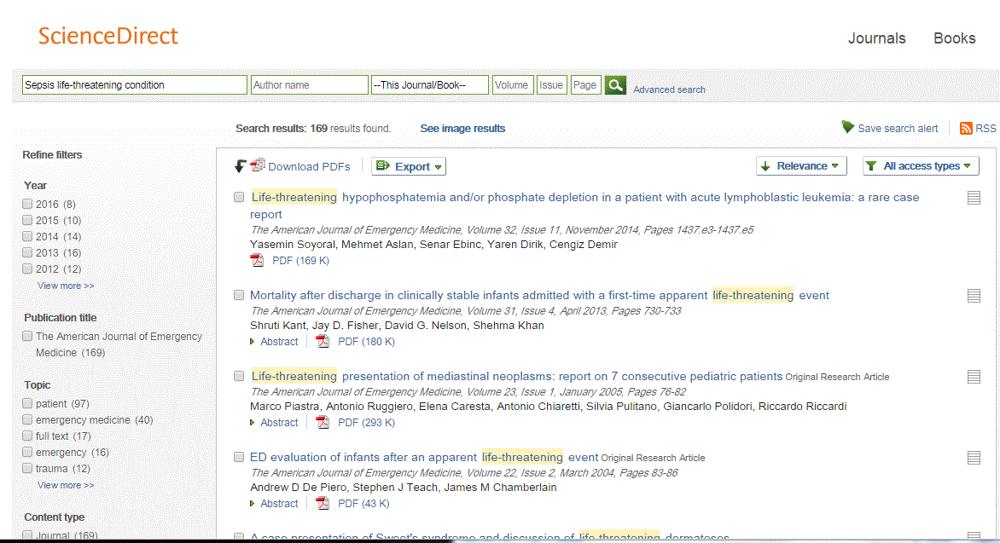 ScienceDirect
Journals Books
Sepsis life-threatening condition Author name --This Journal/Book-- Volume Issue Page Advanced search
Search results: 169 results found. See image results Save search alert RSS
Refine filters
Year
2016 (8)
2015 (10)
2014 (14)
2013 (16)
2012 (12)
View more >>
Publication title
The American Journal of Emergency
Medicine (169)
Topic
patient (97)
emergency medicine (40)
full text (17)
emergency (16)
trauma (12)
View more >>
Content type
Journal (169)
Download PDFs Export Relevance All access types
Life-threatening hypophosphatemia and/or phosphate depletion in a patient with acute lymphoblastic leukemia: a rare case
report
The American Journal of Emergency Medicine, Volume 32, Issue 11, November 2014, Pages 1437.e3-1437.e5
Yasemin Soyoral, Mehmet Aslan, Senar Ebinc, Yaren Dirik, Cengiz Demir
PDF (169 K)
Mortality after discharge in clinically stable infants admitted with a first-time apparent life-threatening event
The American Journal of Emergency Medicine, Volume 31, Issue 4, April 2013, Pages 730-733
Shruti Kant, Jay D. Fisher, David G. Nelson, Shehma Khan
Abstract PDF (180 K)
Life-threatening presentation of mediastinal neoplasms: report on 7 consecutive pediatric patients Original Research Article
The American Journal of Emergency Medicine, Volume 23, Issue 1, January 2005, Pages 76-82
Marco Piastra, Antonio Ruggiero, Elena Caresta, Antonio Chiaretti, Silvia Pulitano, Giancarlo Polidori, Riccardo Riccardi
Abstract PDF (293 K)
ED evaluation of infants after an apparent life-threatening event Original Research Article
The American Journal of Emergency Medicine, Volume 22, Issue 2, March 2004, Pages 83-86
Andrew D De Piero, Stephen J Teach, James M Chamberlain
Abstract PDF (43 K)
A case presentation of Sweet's syndrome and discussion of life-threatening dermatoses